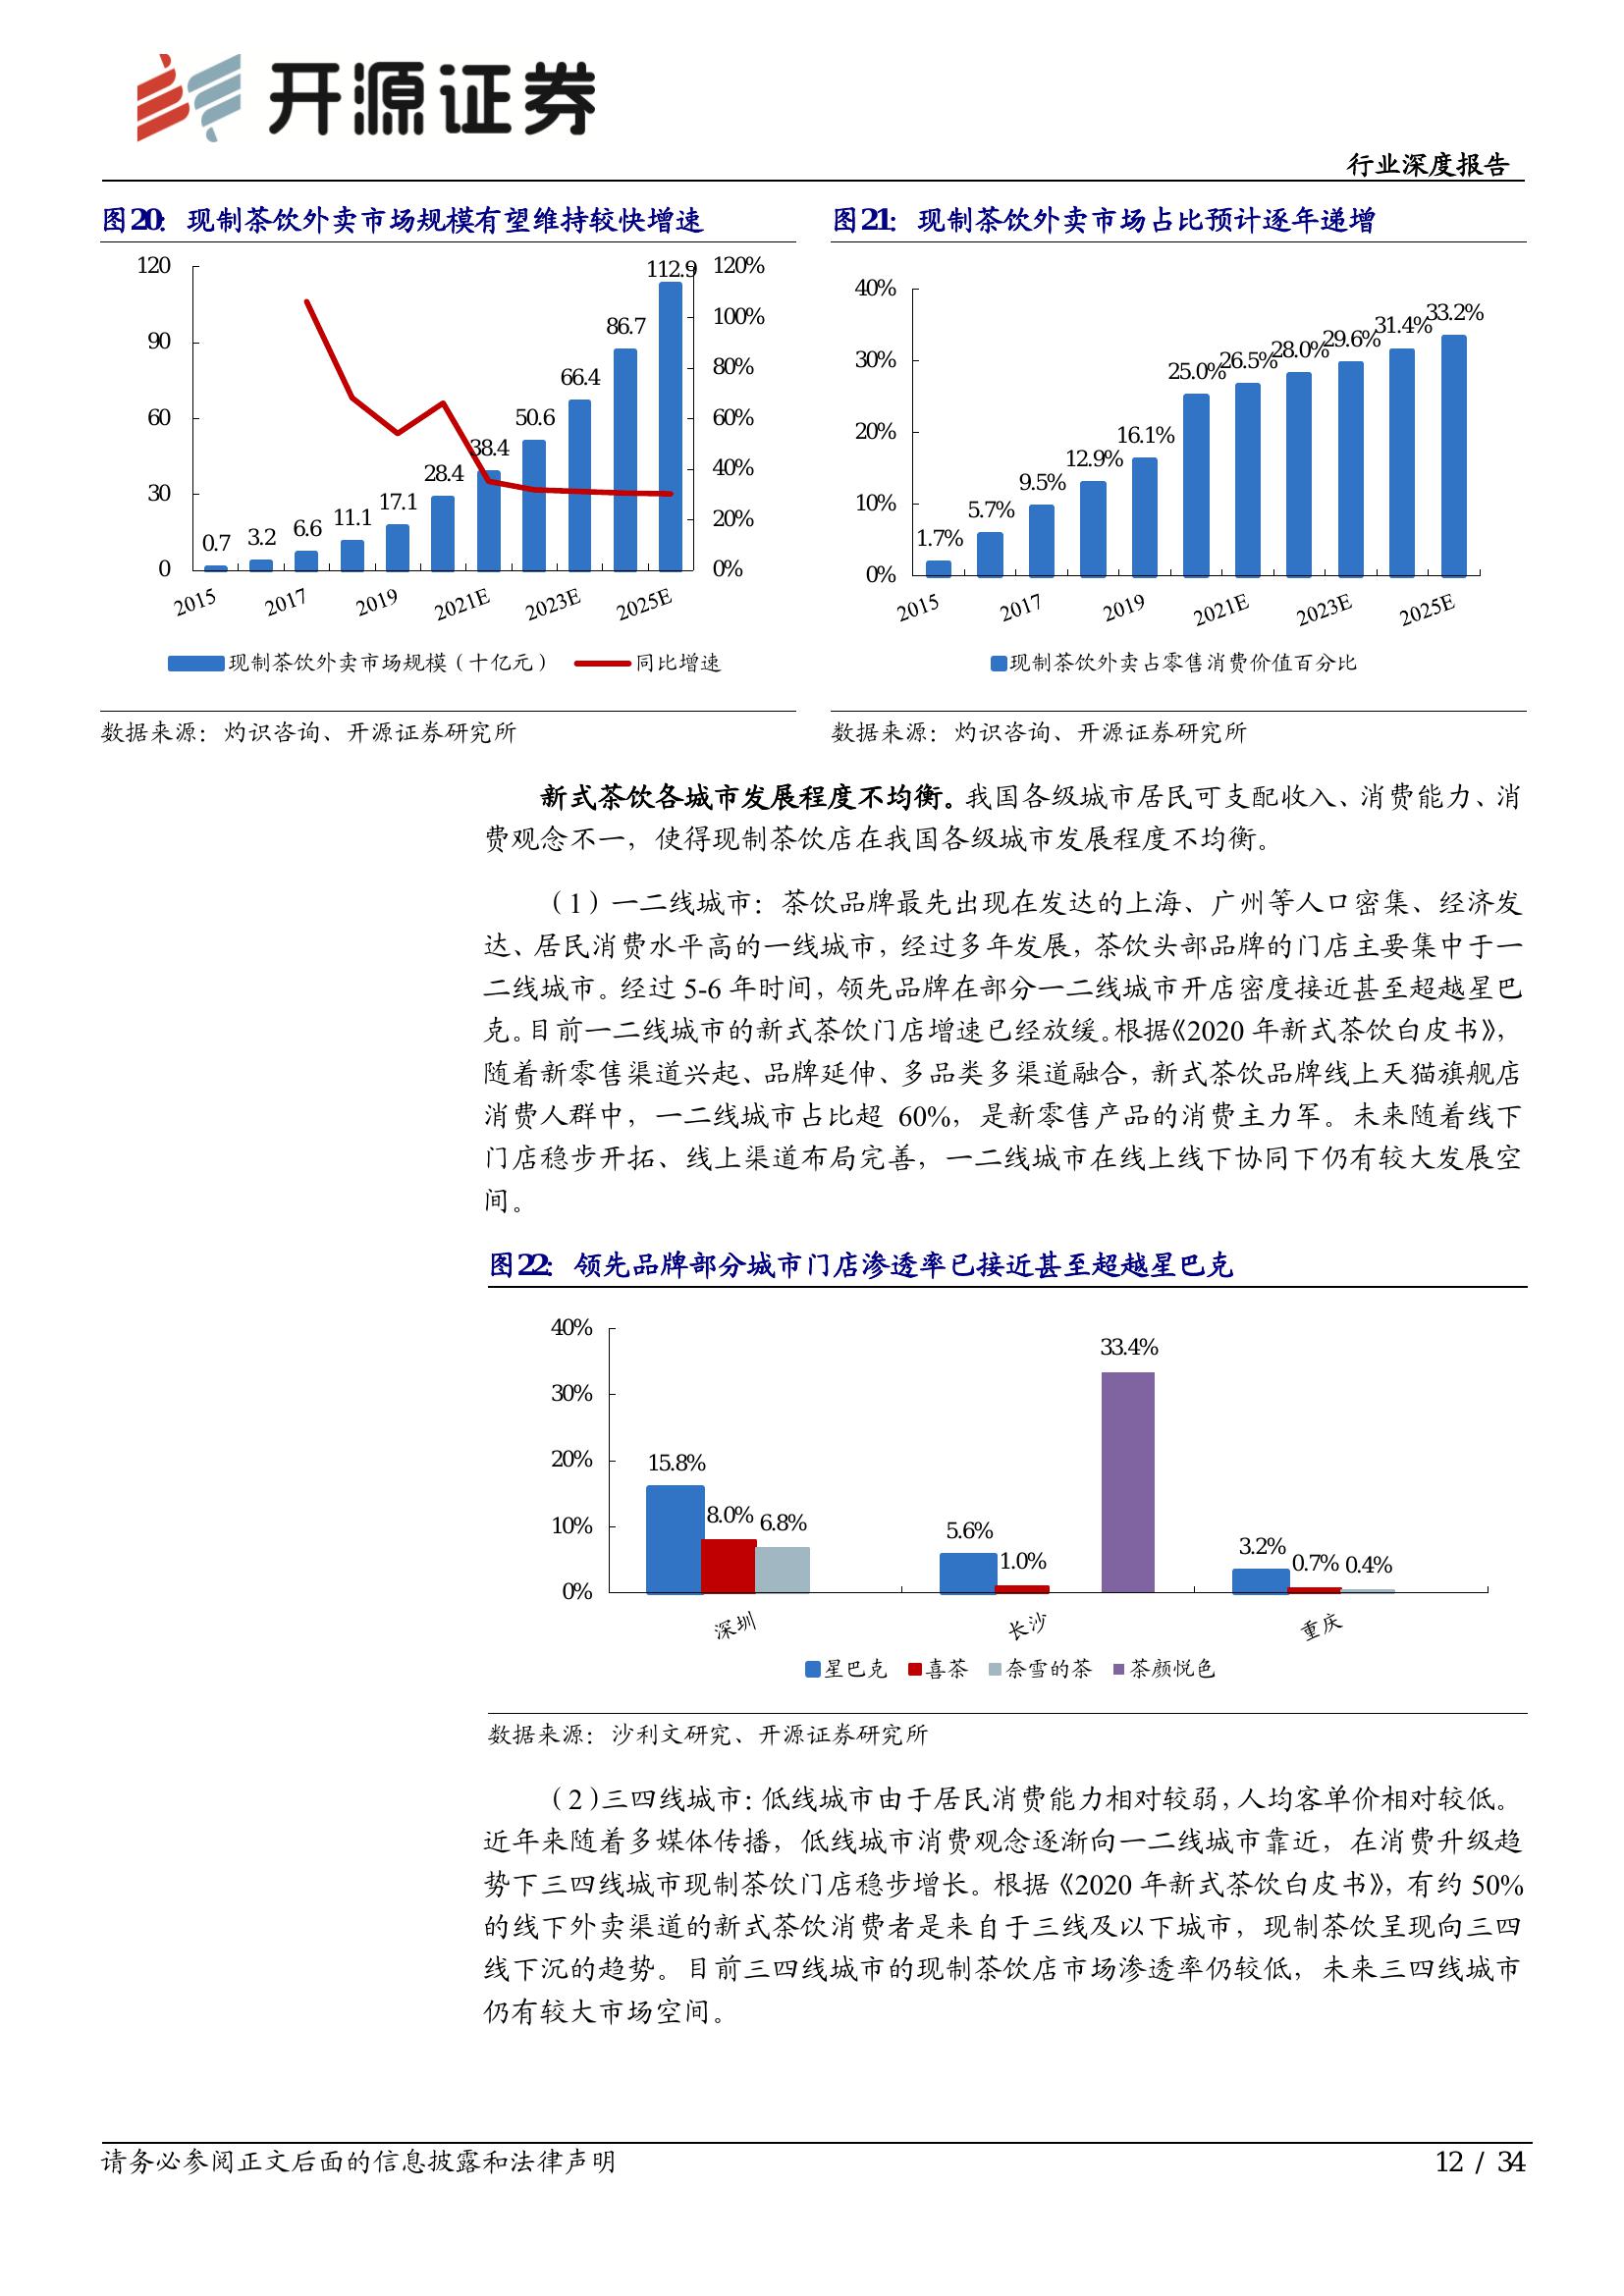 开源证券
行业深度报告
图20：现制茶饮外卖市场规模有望维持较快增速
120
90
60
30
0
120%
100%
80%
60%
40%
20%
0%
0.7
3.2
6.6
11.1
17.1
28.4
38.4
50.6
66.4
86.7
112.9
2015
2017
2019
2021E
2023E
2025E
现制茶饮外卖市场规模（十亿元）
同比增速
数据来源：灼识咨询、开源证券研究所
图21：现制茶饮外卖市场占比预计逐年递增
40%
30%
20%
10%
0%
1.7%
5.7%
9.5%
12.9%
16.1%
25.0%
26.5%
28.0%
29.6%
31.4%
33.2%
2015
2017
2019
2021E
2023E
2025E
现制茶饮外卖占零售消费价值百分比
数据来源：灼识咨询、开源证券研究所
新式茶饮各城市发展程度不均衡。我国各级城市居民可支配收入、消费能力、消
费观念不一，使得现制茶饮店在我国各级城市发展程度不均衡。
（1）一二线城市：茶饮品牌最先出现在发达的上海、广州等人口密集、经济发
达、居民消费水平高的一线城市，经过多年发展，茶饮头部品牌的门店主要集中于一
二线城市。经过 5-6 年时间，领先品牌在部分一二线城市开店密度接近甚至超越星巴
克。目前一二线城市的新式茶饮门店增速已经放缓。根据《2020 年新式茶饮白皮书》，
随着新零售渠道兴起、品牌延伸、多品类多渠道融合，新式茶饮品牌线上天猫旗舰店
消费人群中，一二线城市占比超 60%，是新零售产品的消费主力军。未来随着线下
门店稳步开拓、线上渠道布局完善，一二线城市在线上线下协同下仍有较大发展空
间。
图22：领先品牌部分城市门店渗透率已接近甚至超越星巴克
40%
30%
20%
10%
0%
15.8%
8.0%
6.8%
5.6%
1.0%
33.4%
3.2%
0.7%
0.4%
深圳
长沙
重庆
星巴克
喜茶
奈雪的茶
茶颜悦色
数据来源：沙利文研究、开源证券研究所
（2）三四线城市：低线城市由于居民消费能力相对较弱，人均客单价相对较低。
近年来随着多媒体传播，低线城市消费观念逐渐向一二线城市靠近，在消费升级趋
势下三四线城市现制茶饮门店稳步增长。根据《2020 年新式茶饮白皮书》，有约 50%
的线下外卖渠道的新式茶饮消费者是来自于三线及以下城市，现制茶饮呈现向三四
线下沉的趋势。目前三四线城市的现制茶饮店市场渗透率仍较低，未来三四线城市
仍有较大市场空间。
请务必参阅正文后面的信息披露和法律声明
12 / 34